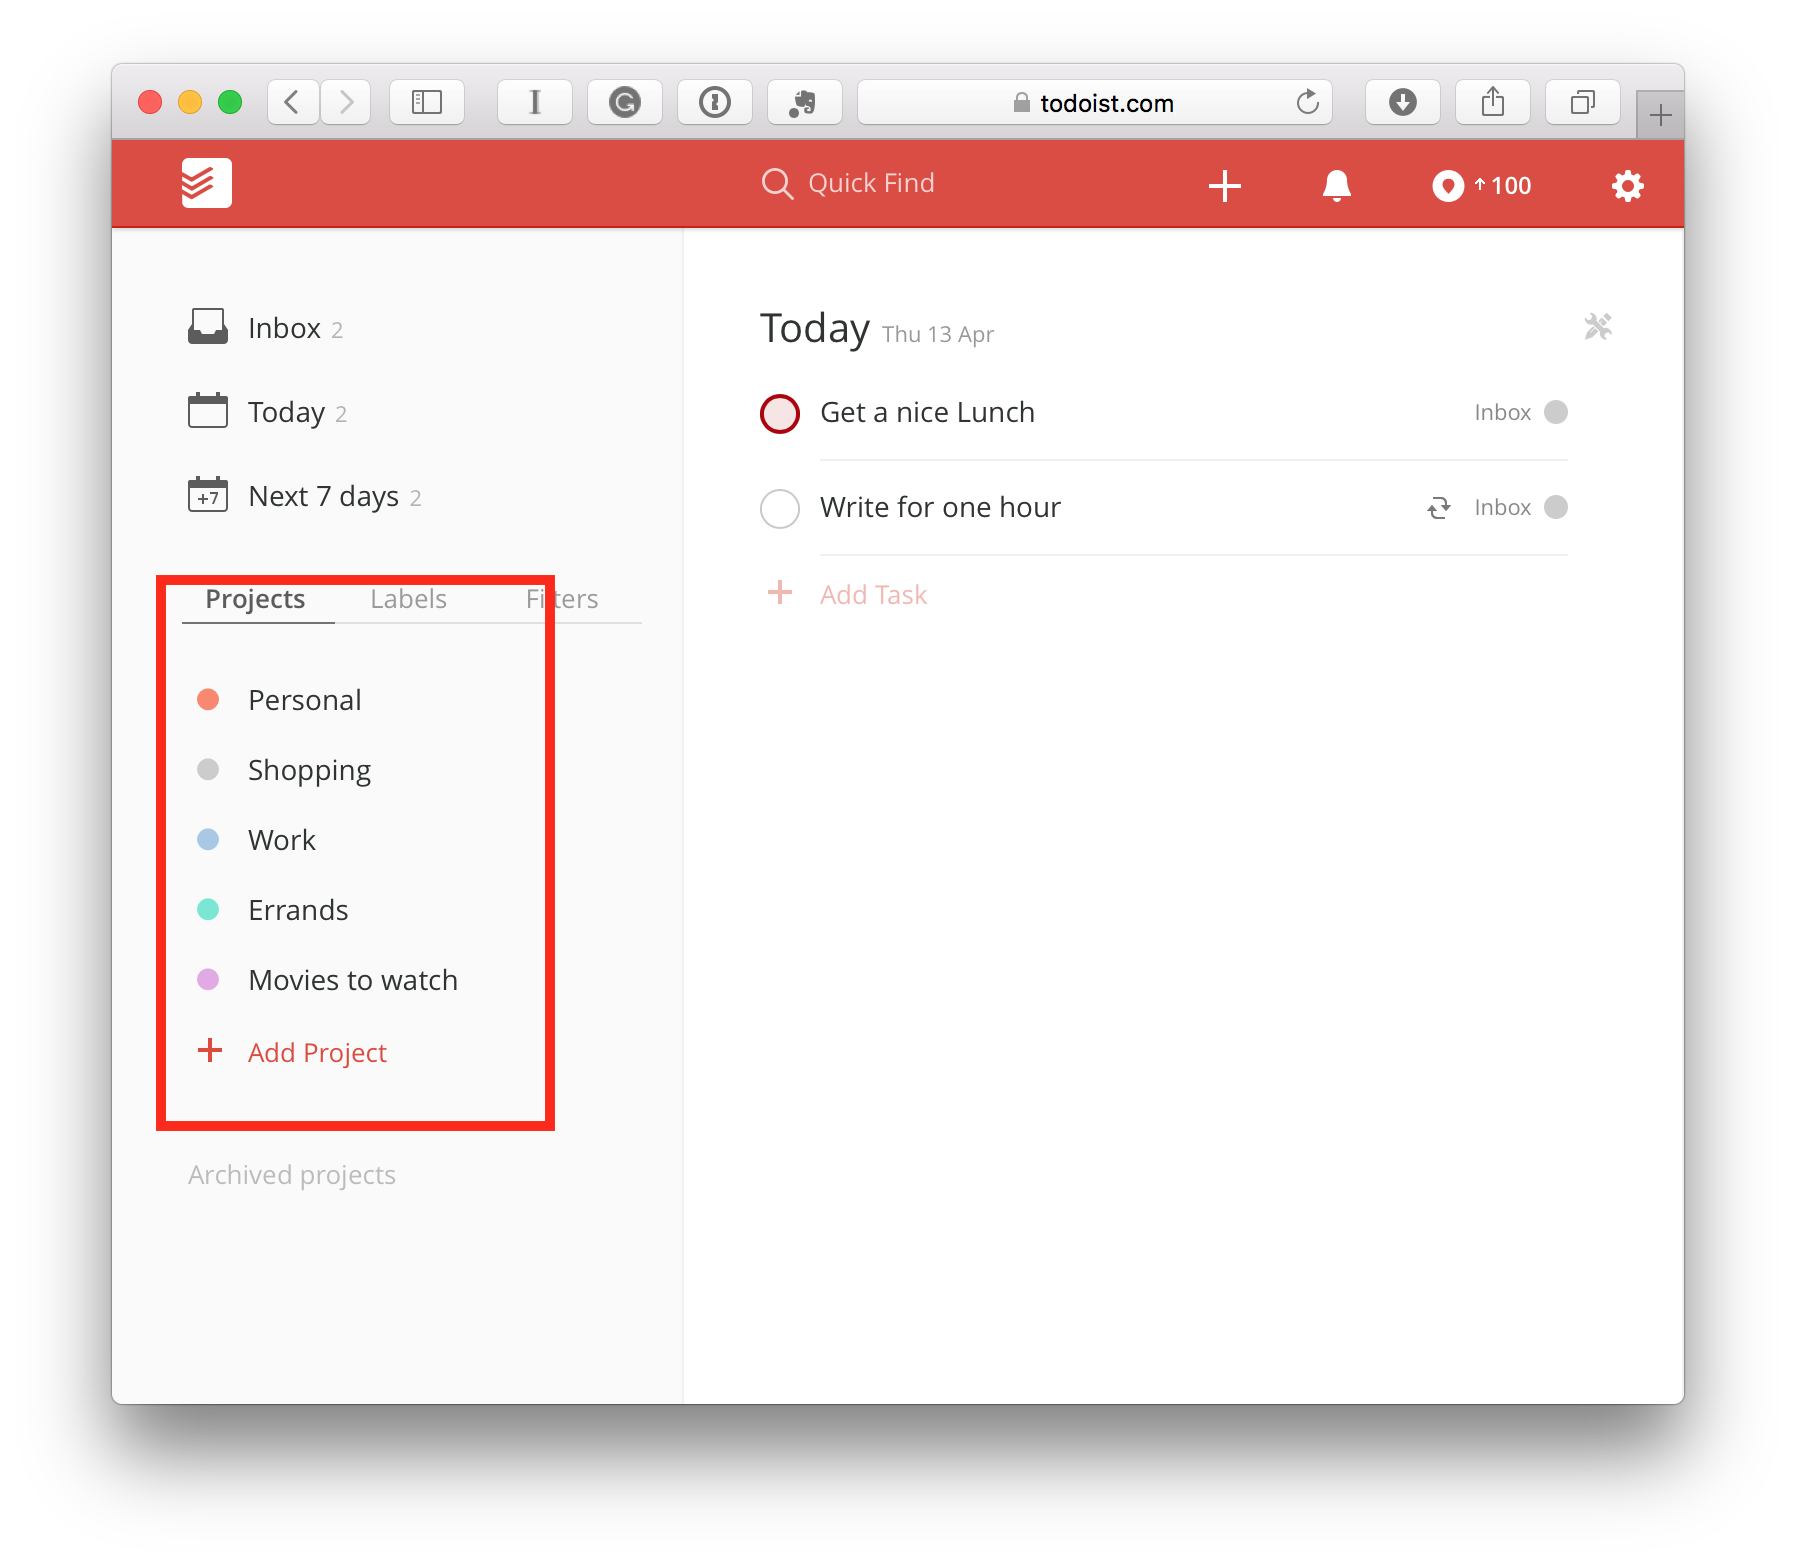 todoist.com
Quick Find
100
Inbox 2
Today 2
+7 Next 7 days 2
Projects Labels Filters
Personal
Shopping
Work
Errands
Movies to watch
Add Project
Archived projects
Today Thu 13 Apr
Get a nice Lunch Inbox
Write for one hour Inbox
Add Task